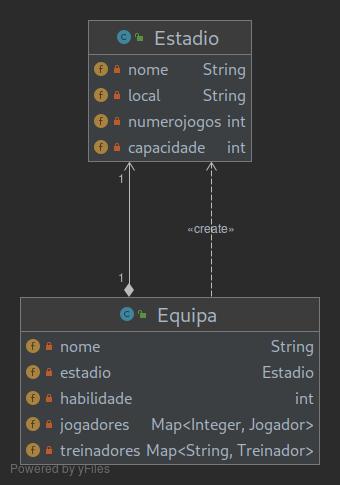 Estadio
nome String
local String
numerojogos int
capacidade int
1
«create»
1
Equipa
nome String
estadio Estadio
habilidade int
jogadores Map<Integer, Jogador>
treinadores Map<String, Treinador>
Powered by yFiles